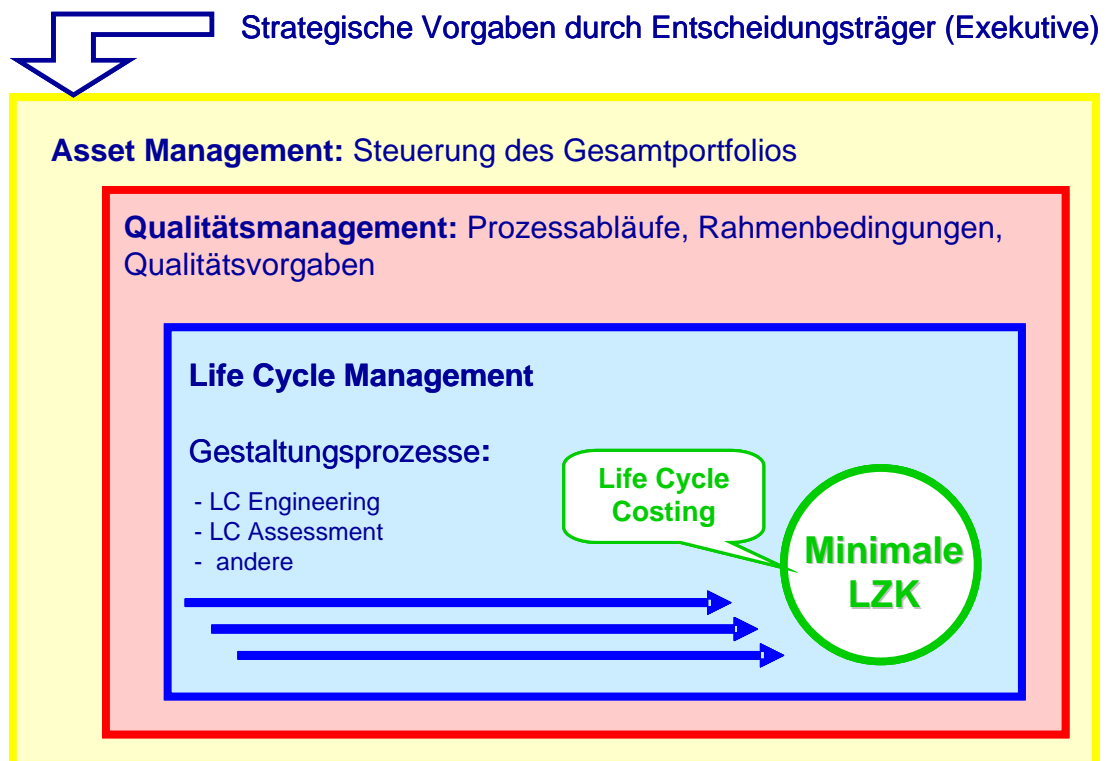 Strategische Vorgaben durch Entscheidungsträger (Exekutive)
Asset Management: Steuerung des Gesamtportfolios
Qualitätsmanagement: Prozessabläufe, Rahmenbedingungen,
Qualitätsvorgaben
Life Cycle Management
Gestaltungsprozesse:
- LC Engineering
- LC Assessment
- andere
Life Cycle
Costing
Minimale
LZK